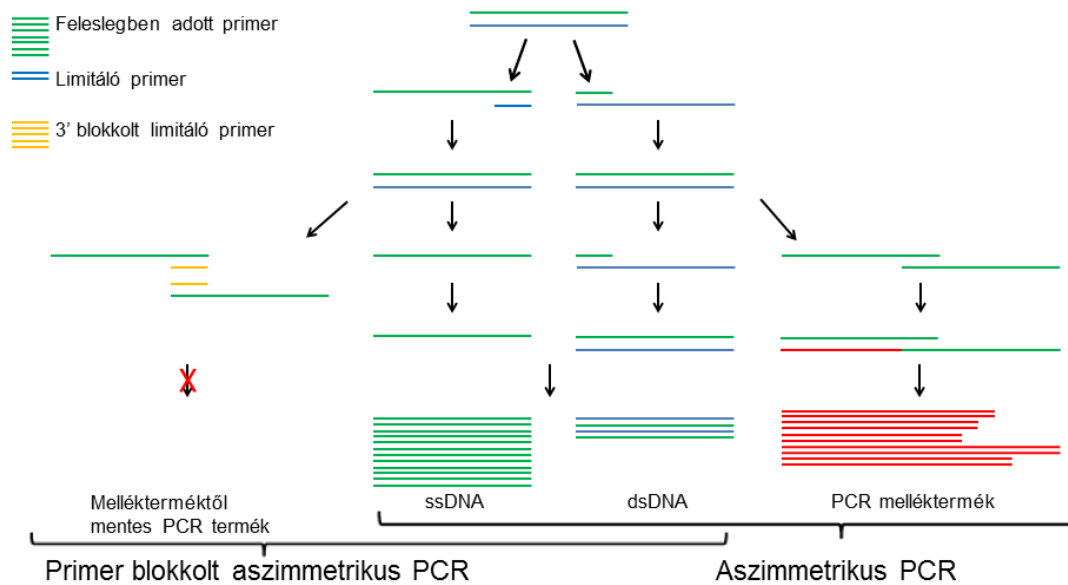 Feleslegben adott primer
Limitáló primer
3' blokkolt limitáló primer
X
Mellékterméktől
mentes PCR termék
ssDNA
dsDNA
PCR melléktermék
Primer blokkolt aszimmetrikus PCR
Aszimmetrikus PCR